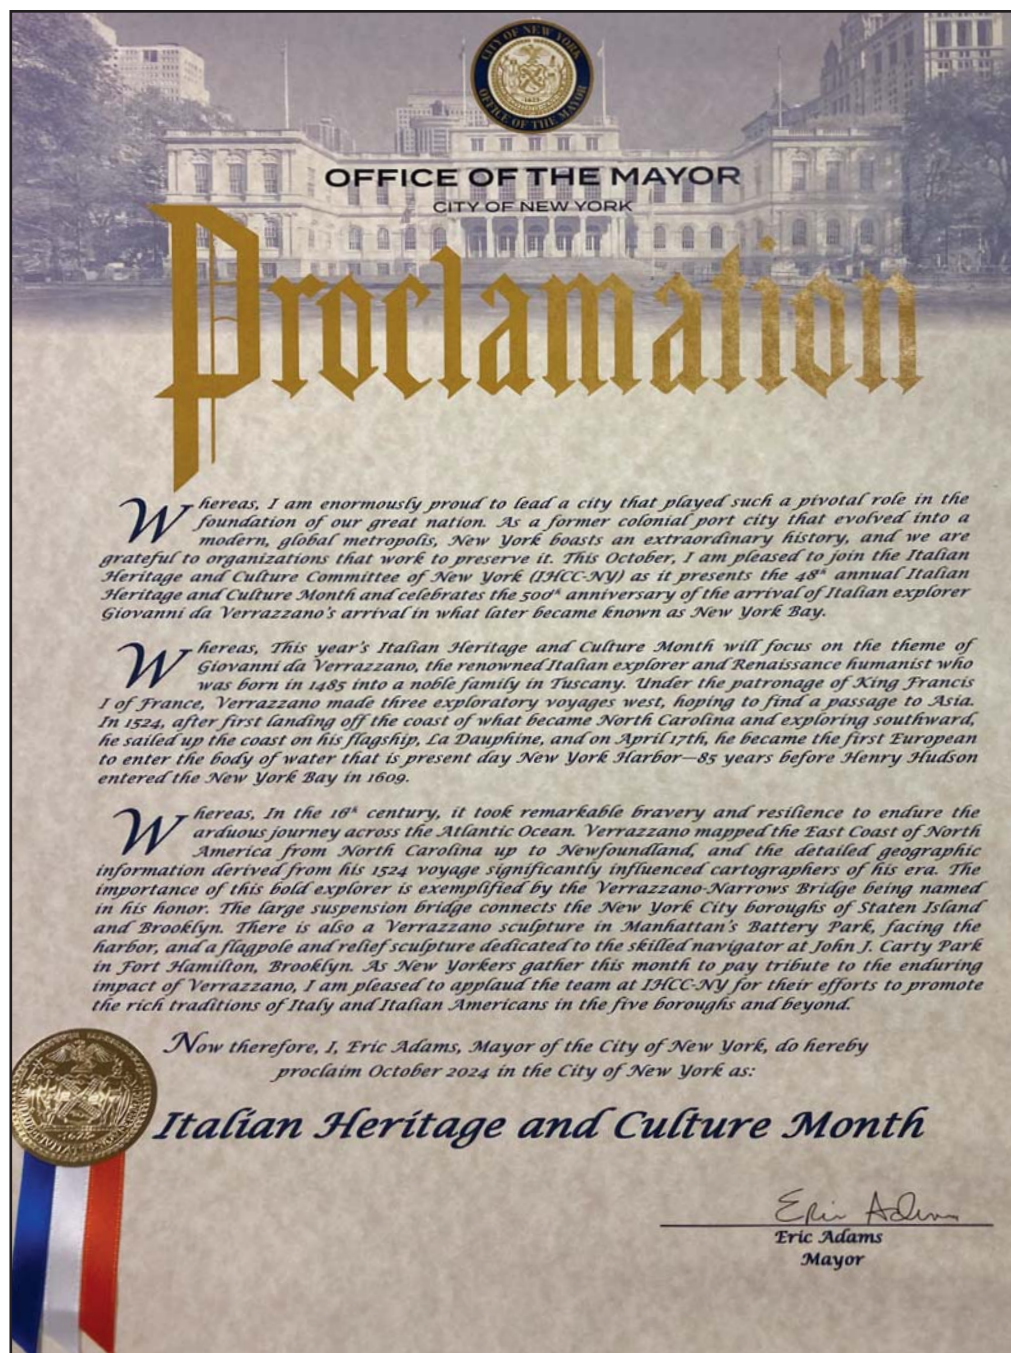 CITY OF NEW YORK
OFFICE OF THE MAYOR
1625
OFFICE OF THE MAYOR
CITY OF NEW YORK
Proclamation
Whereas, I am enormously proud to lead a city that played such a pivotal role in the
foundation of our great nation. As a former colonial port city that evolved into a
modern, global metropolis, New York boasts an extraordinary history, and we are
grateful to organizations that work to preserve it. This October, I am pleased to join the Italian
Heritage and Culture Committee of New York (IHCC-NY) as it presents the 48th annual Italian
Heritage and Culture Month and celebrates the 500th anniversary of the arrival of Italian explorer
Giovanni da Verrazzano's arrival in what later became known as New York Bay.
Whereas, This year's Italian Heritage and Culture Month will focus on the theme of
Giovanni da Verrazzano, the renowned Italian explorer and Renaissance humanist who
was born in 1485 into a noble family in Tuscany. Under the patronage of King Francis
I of France, Verrazzano made three exploratory voyages west, hoping to find a passage to Asia.
In 1524, after first landing off the coast of what became North Carolina and exploring southward,
he sailed up the coast on his flagship, La Dauphine, and on April 17th, he became the first European
to enter the body of water that is present day New York Harbor—85 years before Henry Hudson
entered the New York Bay in 1609.
Whereas, In the 16th century, it took remarkable bravery and resilience to endure the
arduous journey across the Atlantic Ocean. Verrazzano mapped the East Coast of North
America from North Carolina up to Newfoundland, and the detailed geographic
information derived from his 1524 voyage significantly influenced cartographers of his era. The
importance of this bold explorer is exemplified by the Verrazzano-Narrows Bridge being named
in his honor. The large suspension bridge connects the New York City boroughs of Staten Island
and Brooklyn. There is also a Verrazzano sculpture in Manhattan's Battery Park, facing the
harbor, and a flagpole and relief sculpture dedicated to the skilled navigator at John J. Carty Park
in Fort Hamilton, Brooklyn. As New Yorkers gather this month to pay tribute to the enduring
impact of Verrazzano, I am pleased to applaud the team at IHCC-NY for their efforts to promote
the rich traditions of Italy and Italian Americans in the five boroughs and beyond.
Now therefore, I, Eric Adams, Mayor of the City of New York, do hereby
proclaim October 2024 in the City of New York as:
Italian Heritage and Culture Month
Eric Adams
Eric Adams
Mayor